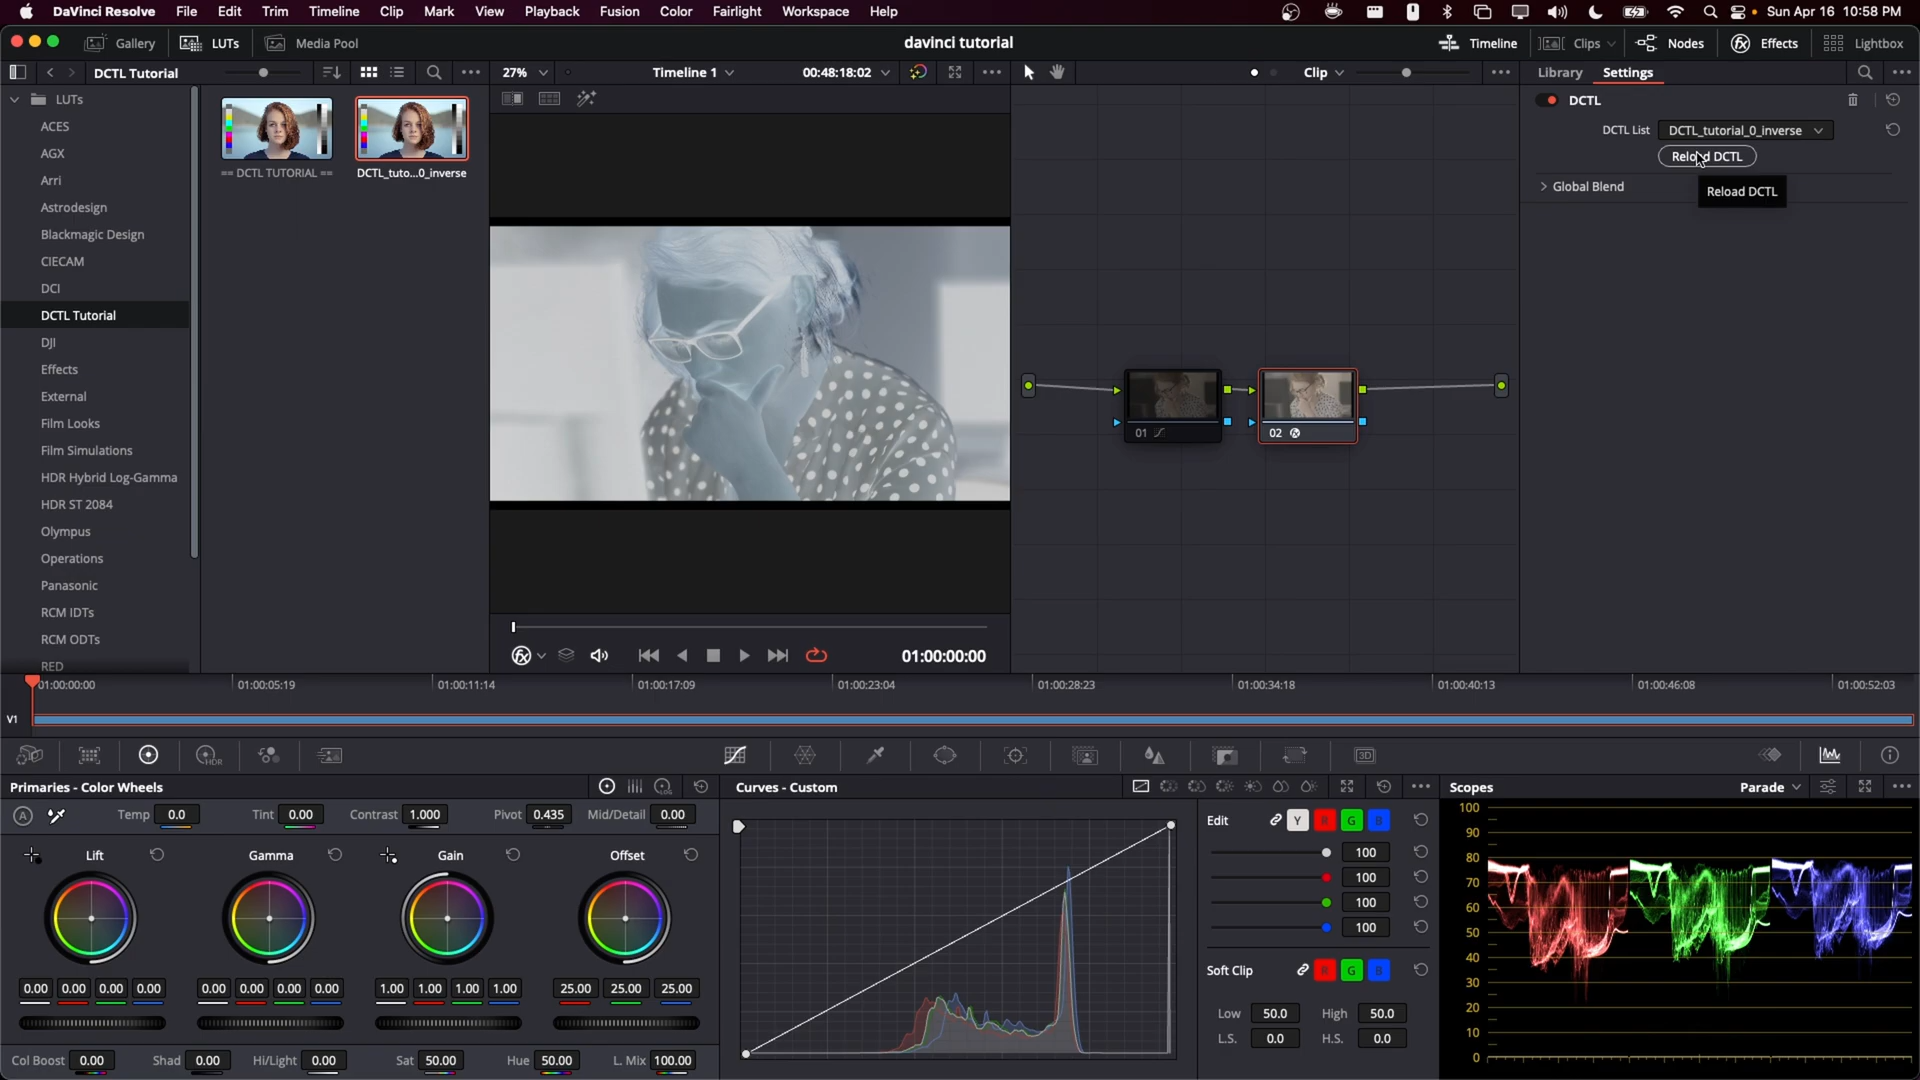 DaVinci Resolve File Edit Trim Timeline Clip Mark View Playback Fusion Color Fairlight Workspace Help Sun Apr 16 10:58 PM
Gallery LUTs Media Pool davinci tutorial Timeline Clips Nodes Effects Lightbox
DCTL Tutorial 27% Timeline 1 00:48:18:02 Clip Library Settings
LUTs
ACES
AGX
Arri
Astrodesign
Blackmagic Design
CIECAM
DCI
DCTL Tutorial
DJI
Effects
External
Film Looks
Film Simulations
HDR Hybrid Log-Gamma
HDR ST 2084
Olympus
Operations
Panasonic
RCM IDTs
RCM ODTs
RED
== DCTL TUTORIAL == DCTL_tuto...0_inverse
01 02
DCTL
DCTL List DCTL_tutorial_0_inverse
Reload DCTL
Global Blend
Reload DCTL
01:00:00:00
01:00:00:00 01:00:05:19 01:00:11:14 01:00:17:09 01:00:23:04 01:00:28:23 01:00:34:18 01:00:40:13 01:00:46:08 01:00:52:03
V1
HDR 3D
Primaries - Color Wheels
A Temp 0.0 Tint 0.00 Contrast 1.000 Pivot 0.435 Mid/Detail 0.00
Lift Gamma Gain Offset
0.00 0.00 0.00 0.00 0.00 0.00 0.00 0.00 1.00 1.00 1.00 1.00 25.00 25.00 25.00
Col Boost 0.00 Shad 0.00 Hi/Light 0.00 Sat 50.00 Hue 50.00 L. Mix 100.00
Curves - Custom
Edit Y R G B
100
100
100
100
Soft Clip R G B
Low 50.0 High 50.0
L.S. 0.0 H.S. 0.0
Scopes Parade
100
90
80
70
60
50
40
30
20
10
0